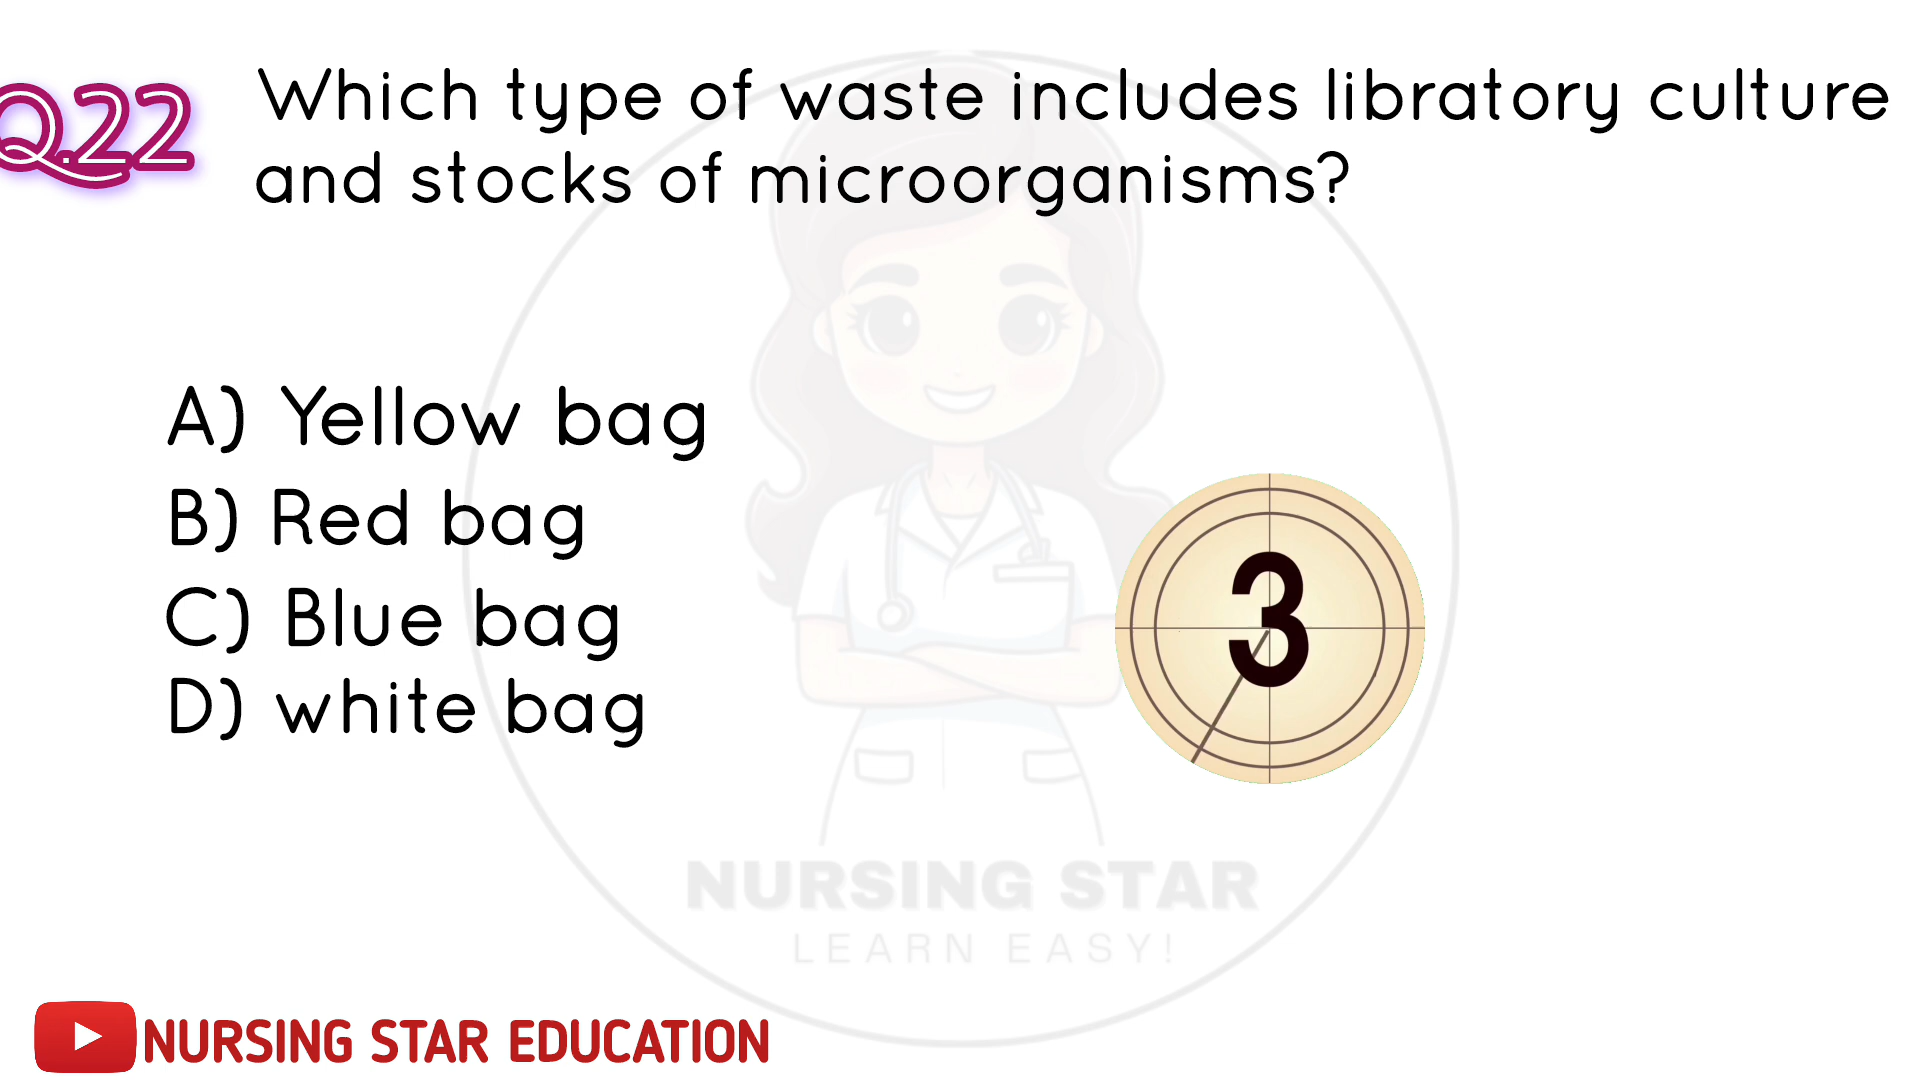 Q.22
Which type of waste includes libratory culture
and stocks of microorganisms?
A) Yellow bag
B) Red bag
C) Blue bag
D) white bag
3
NURSING STAR
LEARN EASY!
NURSING STAR EDUCATION